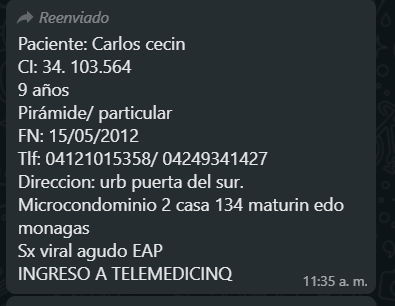 Reenviado
Paciente: Carlos cecin
CI: 34. 103.564
9 años
Pirámide/ particular
FN: 15/05/2012
Tlf: 04121015358/ 04249341427
Direccion: urb puerta del sur.
Microcondominio 2 casa 134 maturin edo
monagas
Sx viral agudo EAP
INGRESO A TELEMEDICINQ
11:35 a. m.